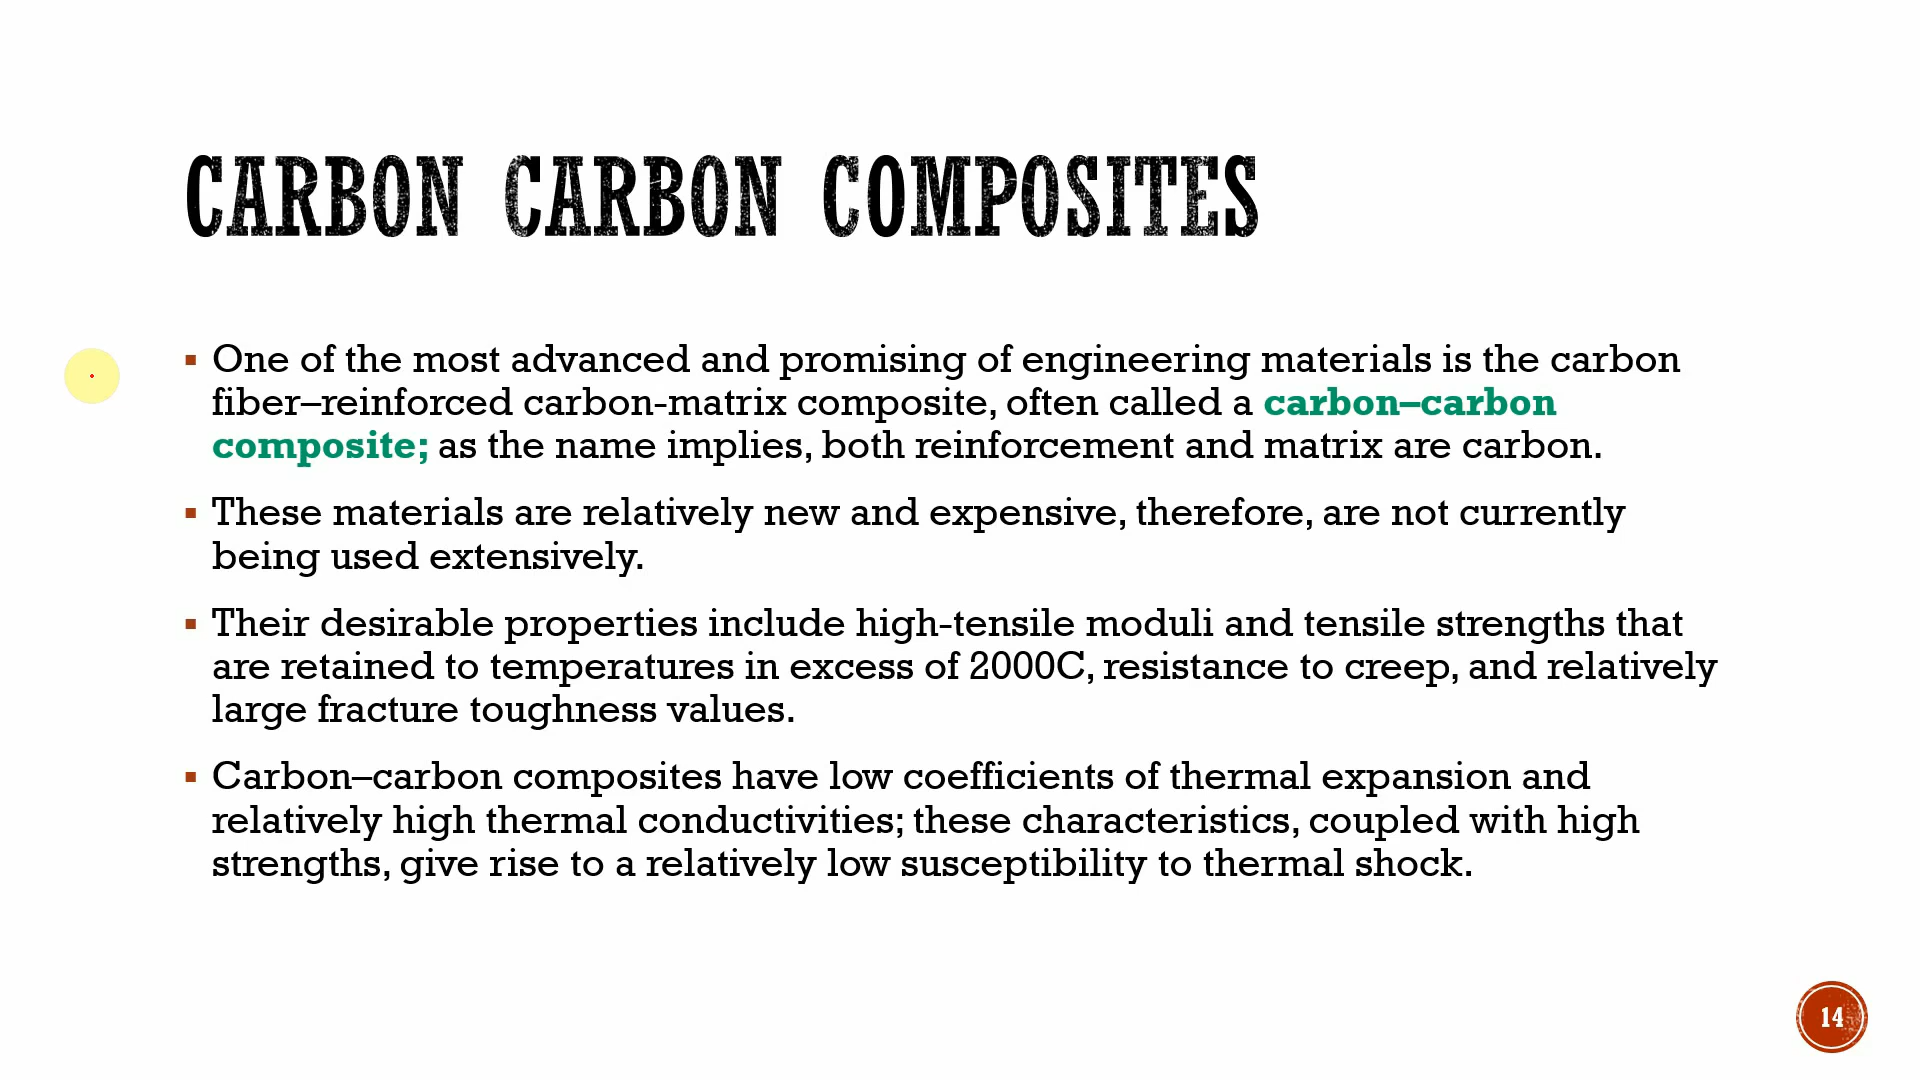 CARBON CARBON COMPOSITES
▪ One of the most advanced and promising of engineering materials is the carbon
fiber–reinforced carbon-matrix composite, often called a carbon–carbon
composite; as the name implies, both reinforcement and matrix are carbon.
▪ These materials are relatively new and expensive, therefore, are not currently
being used extensively.
▪ Their desirable properties include high-tensile moduli and tensile strengths that
are retained to temperatures in excess of 2000C, resistance to creep, and relatively
large fracture toughness values.
▪ Carbon–carbon composites have low coefficients of thermal expansion and
relatively high thermal conductivities; these characteristics, coupled with high
strengths, give rise to a relatively low susceptibility to thermal shock.
14